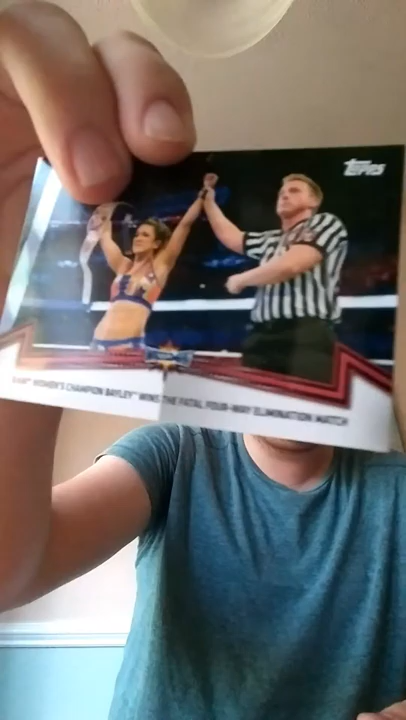 Topps
RAW WOMEN'S CHAMPION BAYLEY™ WINS THE FATAL FOUR-WAY ELIMINATION MATCH